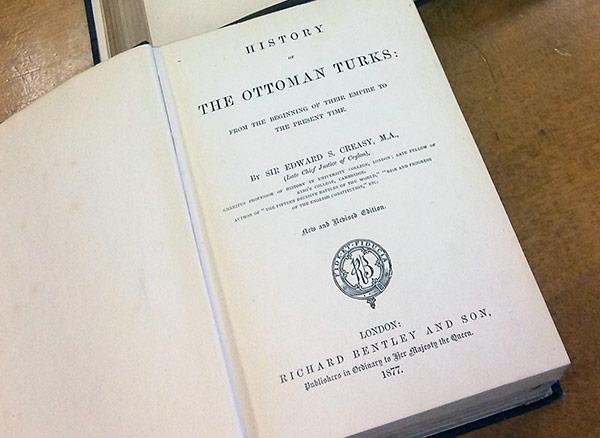 HISTORY
OF
THE OTTOMAN TURKS:
FROM THE BEGINNING OF THEIR EMPIRE TO
THE PRESENT TIME.
BY SIR EDWARD S. CREASY, M.A.,
(Late Chief Justice of Ceylon),
EMERITUS PROFESSOR OF HISTORY IN UNIVERSITY COLLEGE, LONDON; LATE FELLOW OF
KING'S COLLEGE, CAMBRIDGE;
AUTHOR OF "THE FIFTEEN DECISIVE BATTLES OF THE WORLD," "RISE AND PROGRESS
OF THE ENGLISH CONSTITUTION," ETC.
New and Revised Edition.
FIDES·FIDUCIA
RB
LONDON:
RICHARD BENTLEY AND SON,
Publishers in Ordinary to Her Majesty the Queen.
1877.